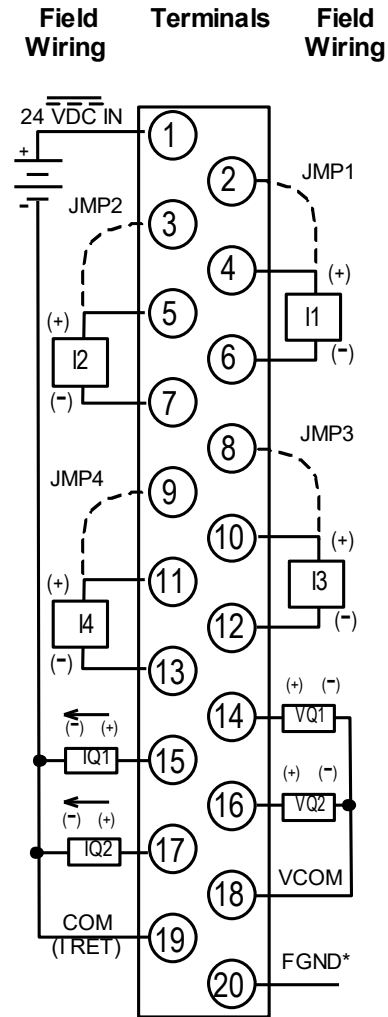 Field Wiring
Terminals
Field Wiring
24 VDC IN
1
+
-
2
JMP1
JMP2
3
4
(+)
I1
(-)
5
(+)
I2
(-)
6
7
8
JMP3
JMP4
9
10
(+)
I3
(-)
11
(+)
I4
(-)
12
13
14
(+) (-)
VQ1
(-) (+)
IQ1
15
16
(+) (-)
VQ2
(-) (+)
IQ2
17
18
VCOM
COM
(IRET)
19
20
FGND*